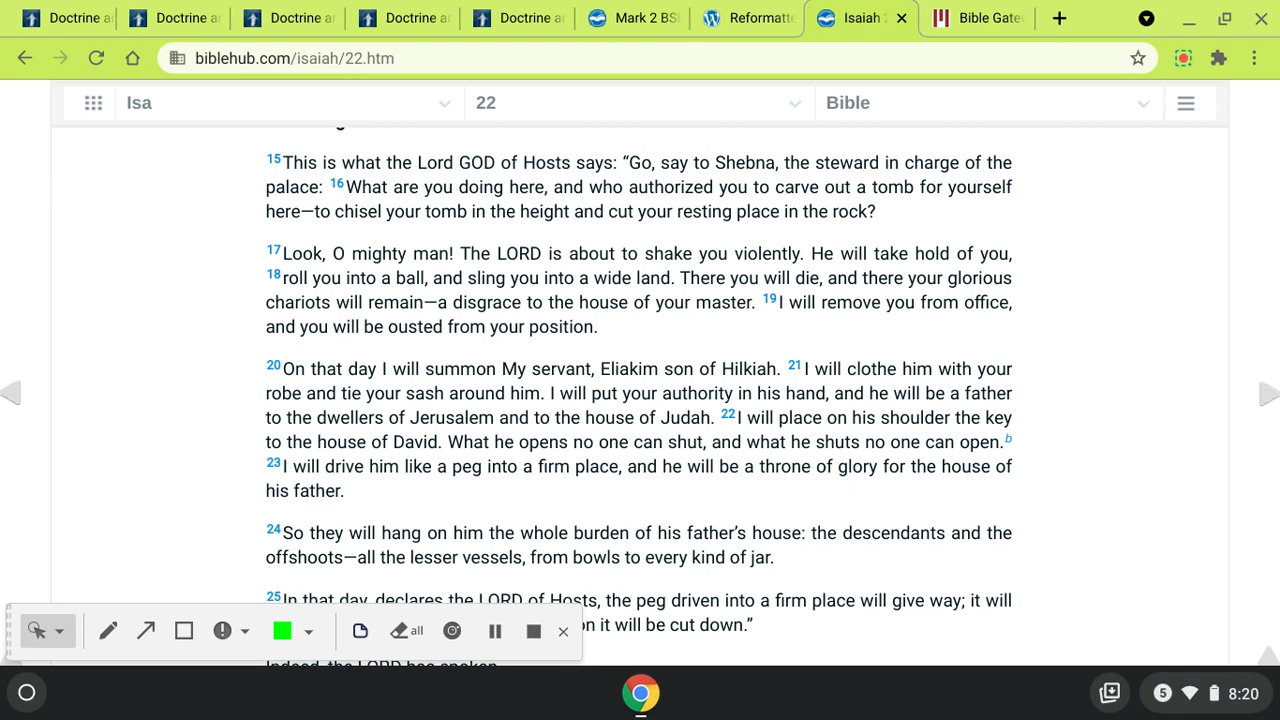 Doctrine a
Doctrine a
Doctrine a
Doctrine a
Doctrine a
Mark 2 BS
Reformatt
Isaiah 2
Bible Gate
biblehub.com/isaiah/22.htm
Isa
22
Bible
15This is what the Lord GOD of Hosts says: “Go, say to Shebna, the steward in charge of the
palace: 16What are you doing here, and who authorized you to carve out a tomb for yourself
here—to chisel your tomb in the height and cut your resting place in the rock?
17Look, O mighty man! The LORD is about to shake you violently. He will take hold of you,
18roll you into a ball, and sling you into a wide land. There you will die, and there your glorious
chariots will remain—a disgrace to the house of your master. 19I will remove you from office,
and you will be ousted from your position.
20On that day I will summon My servant, Eliakim son of Hilkiah. 21I will clothe him with your
robe and tie your sash around him. I will put your authority in his hand, and he will be a father
to the dwellers of Jerusalem and to the house of Judah. 22I will place on his shoulder the key
to the house of David. What he opens no one can shut, and what he shuts no one can open.b
23I will drive him like a peg into a firm place, and he will be a throne of glory for the house of
his father.
24So they will hang on him the whole burden of his father’s house: the descendants and the
offshoots—all the lesser vessels, from bowls to every kind of jar.
25In that day, declares the LORD of Hosts, the peg driven into a firm place will give way; it will
on it will be cut down.”
all
Indeed, the LORD has spoken.
5
8:20